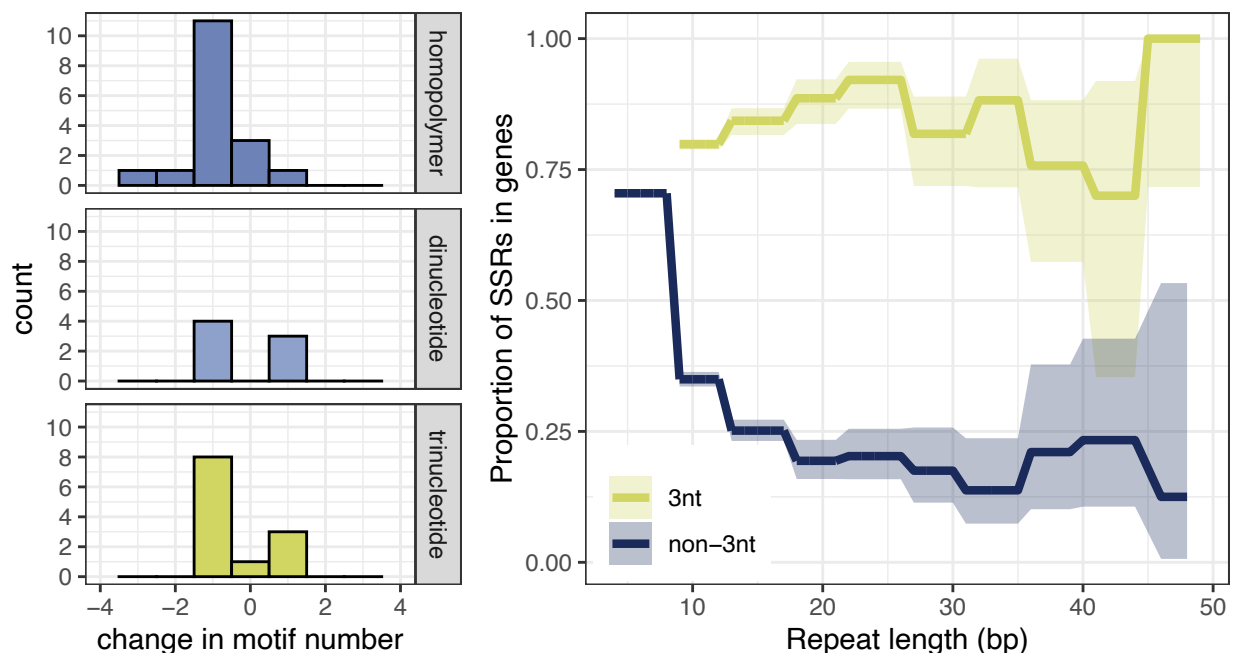 count
10
8
6
4
2
0
homopolymer
10
8
6
4
2
0
dinucleotide
10
8
6
4
2
0
trinucleotide
−4 −2 0 2 4
change in motif number
Proportion of SSRs in genes
1.00
0.75
0.50
0.25
0.00
3nt
non−3nt
10 20 30 40 50
Repeat length (bp)